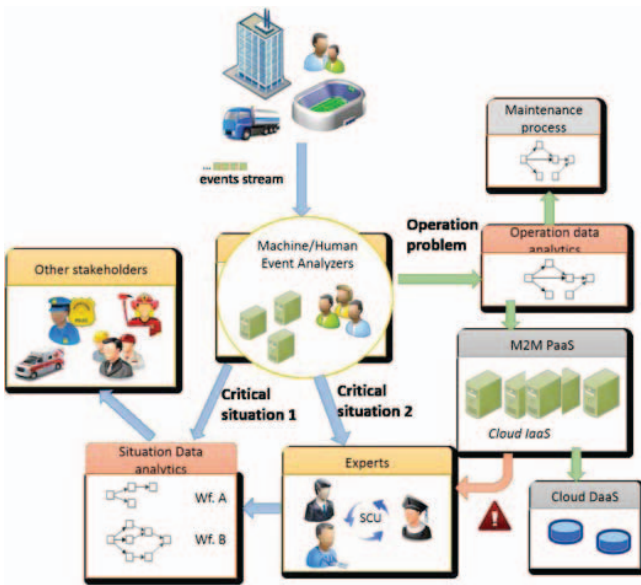 ... events stream
Maintenance
process
Operation
problem
Operation data
analytics
Machine/Human
Event Analyzers
Other stakeholders
POLICE
M2M PaaS
Cloud IaaS
Critical
situation 1
Critical
situation 2
Situation Data
analytics
Wf. A
Wf. B
Experts
SCU
!
Cloud DaaS